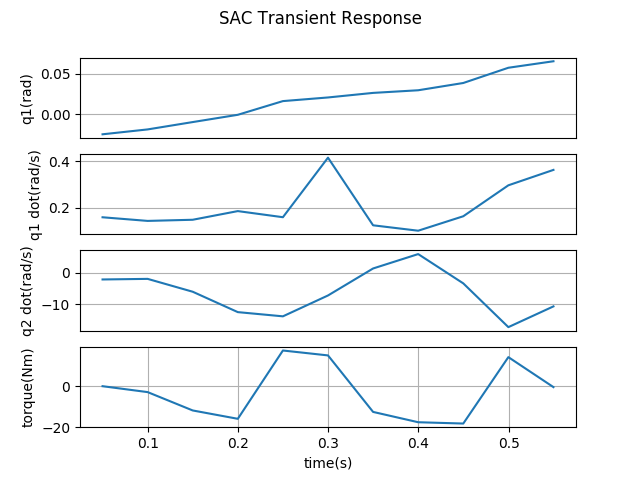 SAC Transient Response
q1(rad)
0.05
0.00
q1 dot(rad/s)
0.4
0.2
q2 dot(rad/s)
0
−10
torque(Nm)
0
−20
0.1 0.2 0.3 0.4 0.5
time(s)